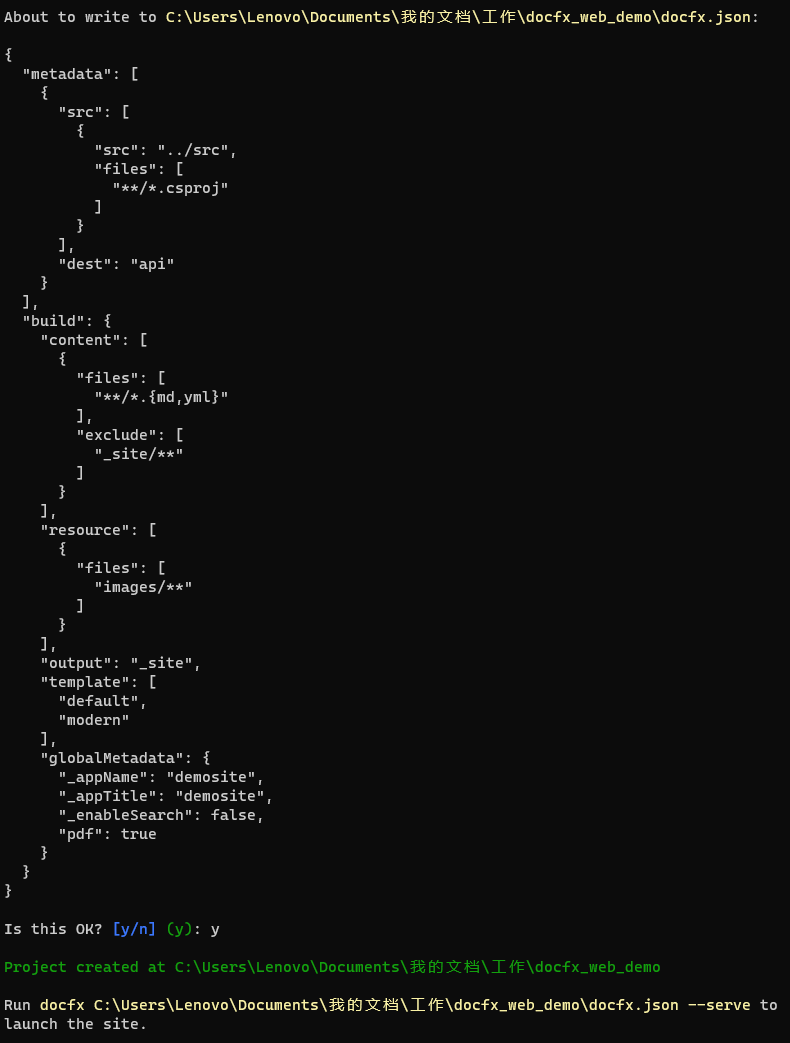 About to write to C:\Users\Lenovo\Documents\我的文档\工作\docfx_web_demo\docfx.json:

{
  "metadata": [
    {
      "src": [
        {
          "src": "../src",
          "files": [
            "**/*.csproj"
          ]
        }
      ],
      "dest": "api"
    }
  ],
  "build": {
    "content": [
      {
        "files": [
          "**/*.{md,yml}"
        ],
        "exclude": [
          "_site/**"
        ]
      }
    ],
    "resource": [
      {
        "files": [
          "images/**"
        ]
      }
    ],
    "output": "_site",
    "template": [
      "default",
      "modern"
    ],
    "globalMetadata": {
      "_appName": "demosite",
      "_appTitle": "demosite",
      "_enableSearch": false,
      "pdf": true
    }
  }
}

Is this OK? [y/n] (y): y

Project created at C:\Users\Lenovo\Documents\我的文档\工作\docfx_web_demo

Run docfx C:\Users\Lenovo\Documents\我的文档\工作\docfx_web_demo\docfx.json --serve to
launch the site.